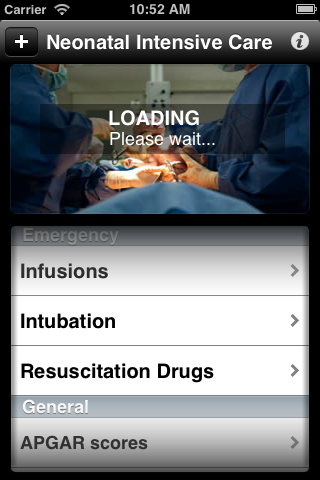 Carrier 10:52 AM
+ Neonatal Intensive Care i
LOADING
Please wait...
Emergency
Infusions
Intubation
Resuscitation Drugs
General
APGAR scores